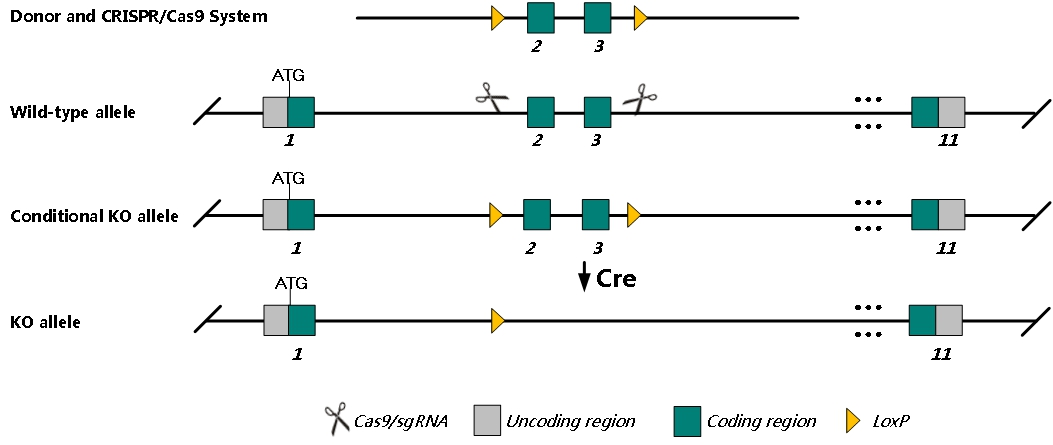 Donor and CRISPR/Cas9 System
2 3
ATG
Wild-type allele
1 2 3 11
ATG
Conditional KO allele
1 2 3 11
Cre
ATG
KO allele
1 11
Cas9/sgRNA Uncoding region Coding region LoxP